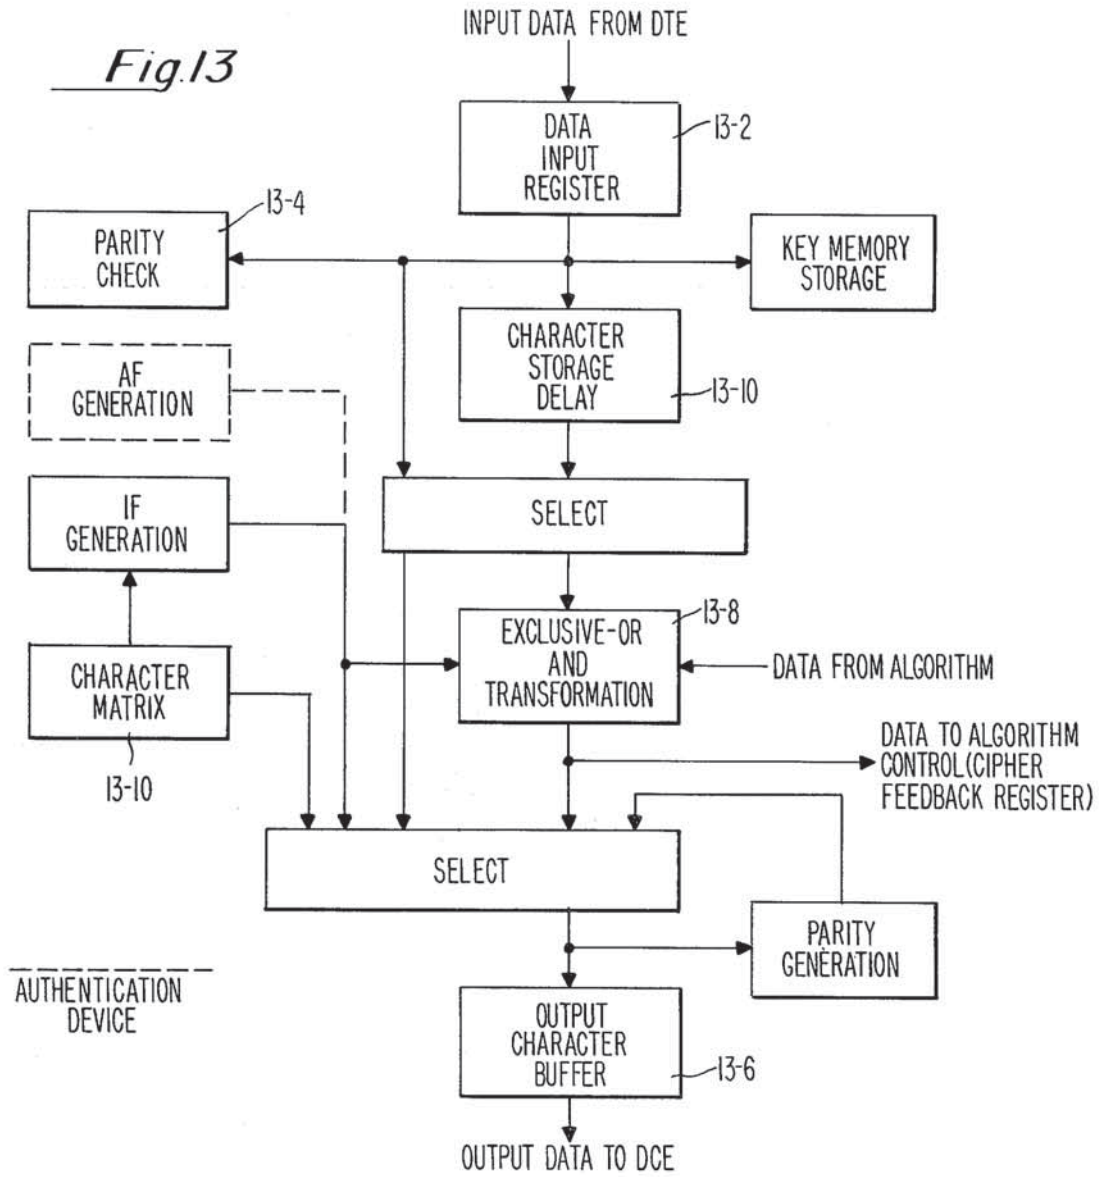 INPUT DATA FROM DTE
Fig.13
DATA
INPUT
REGISTER
13-2
13-4
PARITY
CHECK
KEY MEMORY
STORAGE
CHARACTER
STORAGE
DELAY
13-10
AF
GENERATION
SELECT
IF
GENERATION
13-8
EXCLUSIVE-OR
AND
TRANSFORMATION
DATA FROM ALGORITHM
CHARACTER
MATRIX
13-10
DATA TO ALGORITHM
CONTROL(CIPHER
FEEDBACK REGISTER)
SELECT
PARITY
GENERATION
AUTHENTICATION
DEVICE
OUTPUT
CHARACTER
BUFFER
13-6
OUTPUT DATA TO DCE